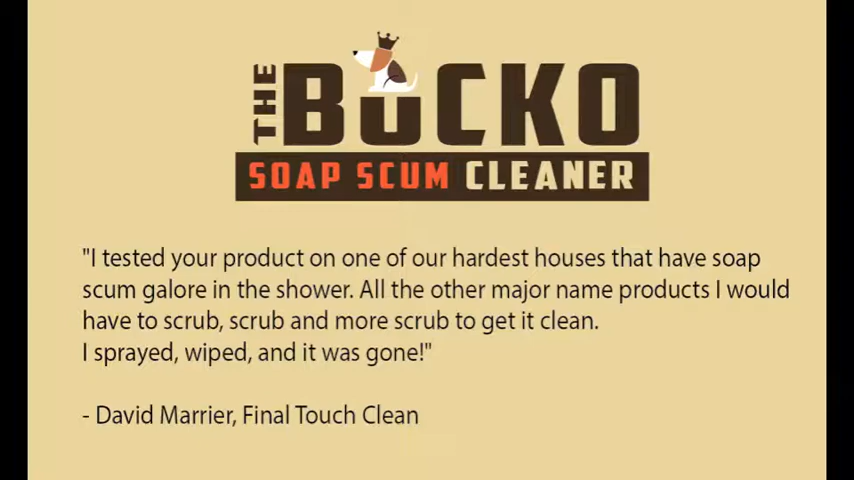 THE BUCKO
SOAP SCUM CLEANER
"I tested your product on one of our hardest houses that have soap
scum galore in the shower. All the other major name products I would
have to scrub, scrub and more scrub to get it clean.
I sprayed, wiped, and it was gone!"
- David Marrier, Final Touch Clean